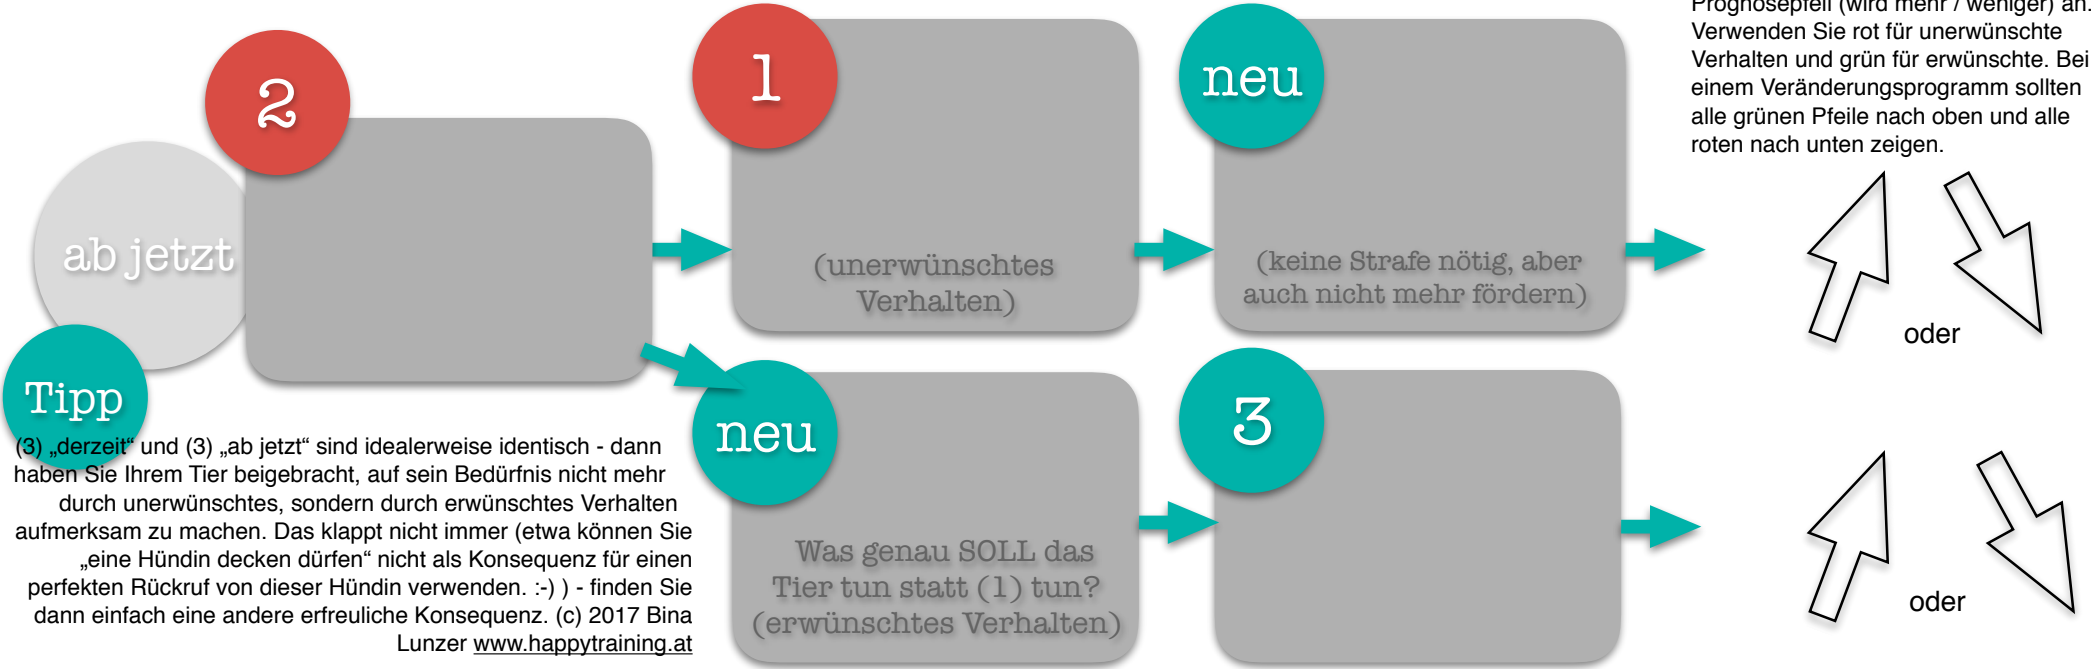 Prognosepfeil (wird mehr / weniger) an.
Verwenden Sie rot für unerwünschte
Verhalten und grün für erwünschte. Bei
einem Veränderungsprogramm sollten
alle grünen Pfeile nach oben und alle
roten nach unten zeigen.
2
1
neu
ab jetzt
(unerwünschtes
Verhalten)
(keine Strafe nötig, aber
auch nicht mehr fördern)
oder
Tipp
(3) „derzeit“ und (3) „ab jetzt“ sind idealerweise identisch - dann
haben Sie Ihrem Tier beigebracht, auf sein Bedürfnis nicht mehr
durch unerwünschtes, sondern durch erwünschtes Verhalten
aufmerksam zu machen. Das klappt nicht immer (etwa können Sie
„eine Hündin decken dürfen“ nicht als Konsequenz für einen
perfekten Rückruf von dieser Hündin verwenden. :-) ) - finden Sie
dann einfach eine andere erfreuliche Konsequenz. (c) 2017 Bina
Lunzer www.happytraining.at
neu
3
Was genau SOLL das
Tier tun statt (1) tun?
(erwünschtes Verhalten)
oder